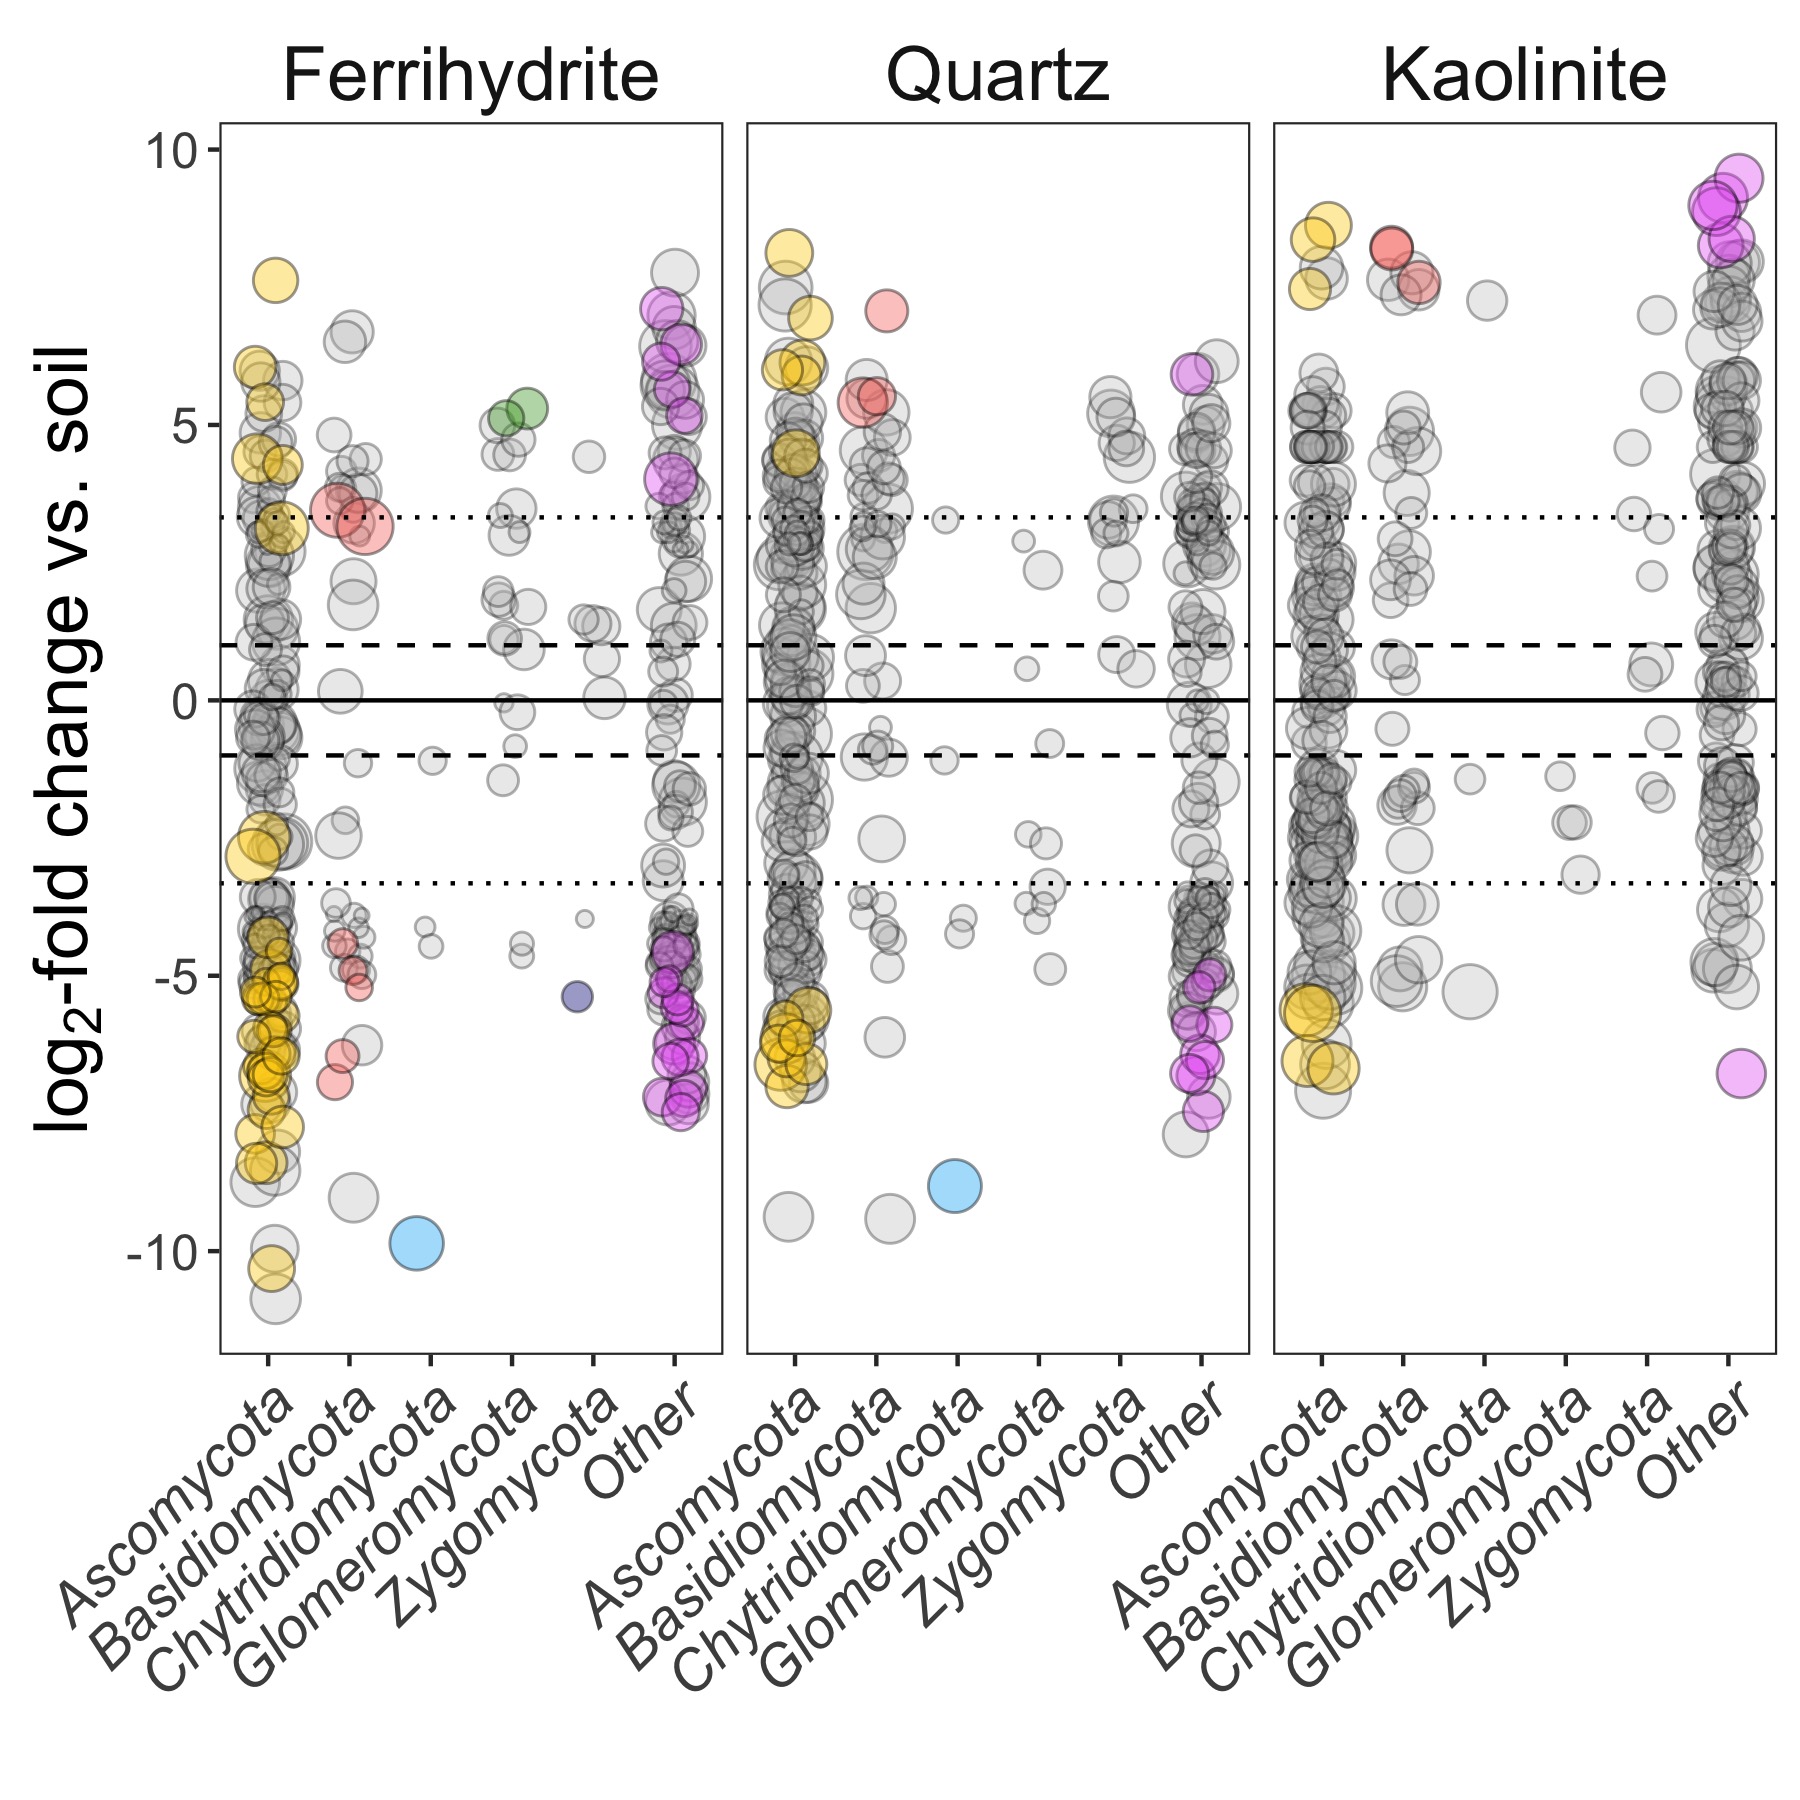 Ferrihydrite Quartz Kaolinite
log2-fold change vs. soil
10
5
0
-5
-10
Ascomycota
Basidiomycota
Chytridiomycota
Glomeromycota
Zygomycota
Other
Ascomycota
Basidiomycota
Chytridiomycota
Glomeromycota
Zygomycota
Other
Ascomycota
Basidiomycota
Chytridiomycota
Glomeromycota
Zygomycota
Other